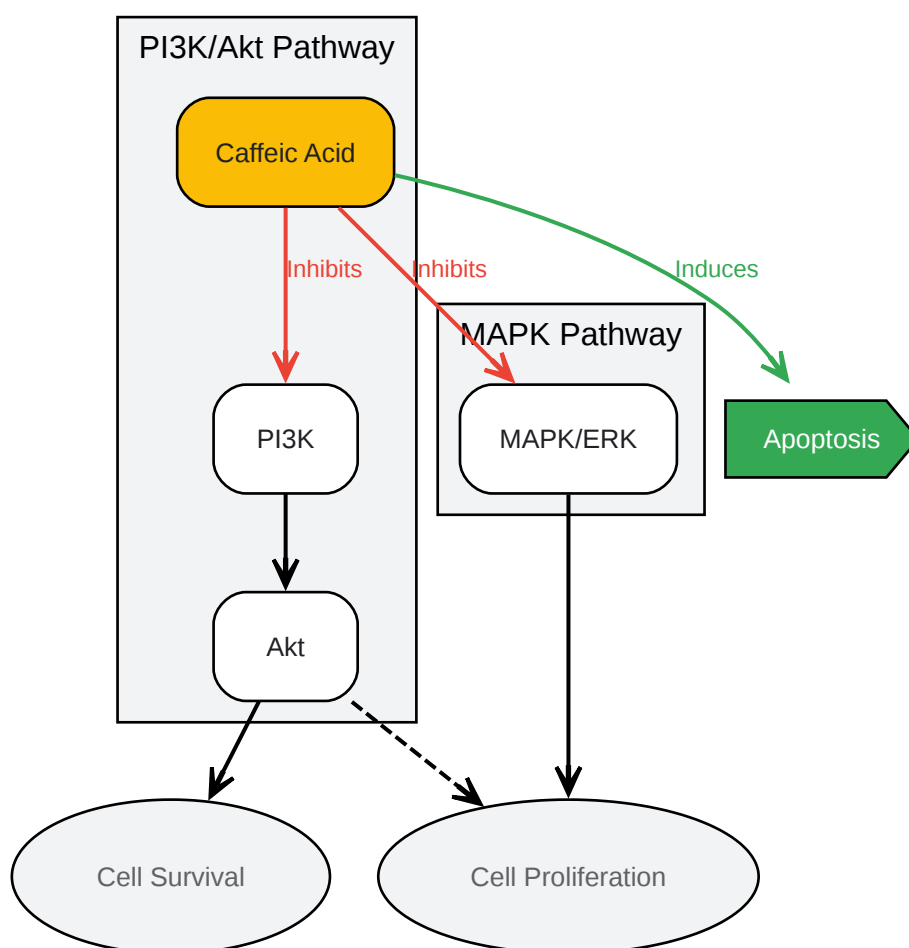 PI3K/Akt Pathway
Caffeic Acid
Inhibits
Inhibits
Induces
MAPK Pathway
PI3K
MAPK/ERK
Apoptosis
Akt
Cell Survival
Cell Proliferation